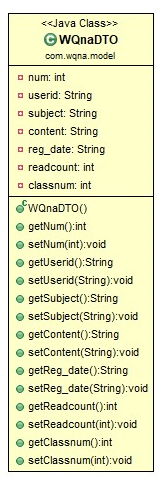 <<Java Class>>
WQnaDTO
com.wqna.model
num: int
userid: String
subject: String
content: String
reg_date: String
readcount: int
classnum: int
WQnaDTO()
getNum():int
setNum(int):void
getUserid():String
setUserid(String):void
getSubject():String
setSubject(String):void
getContent():String
setContent(String):void
getReg_date():String
setReg_date(String):void
getReadcount():int
setReadcount(int):void
getClassnum():int
setClassnum(int):void